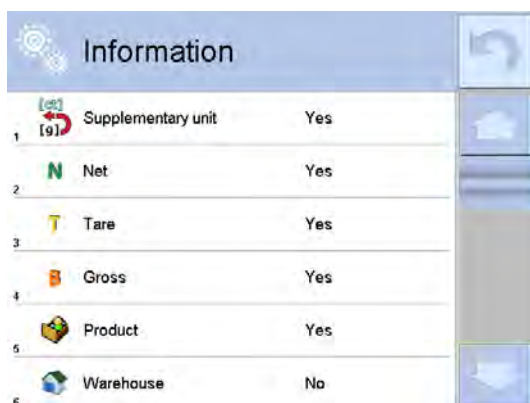 Information
[ct]
[g]
1 Supplementary unit Yes
2 N Net Yes
3 T Tare Yes
4 B Gross Yes
5 Product Yes
6 Warehouse No